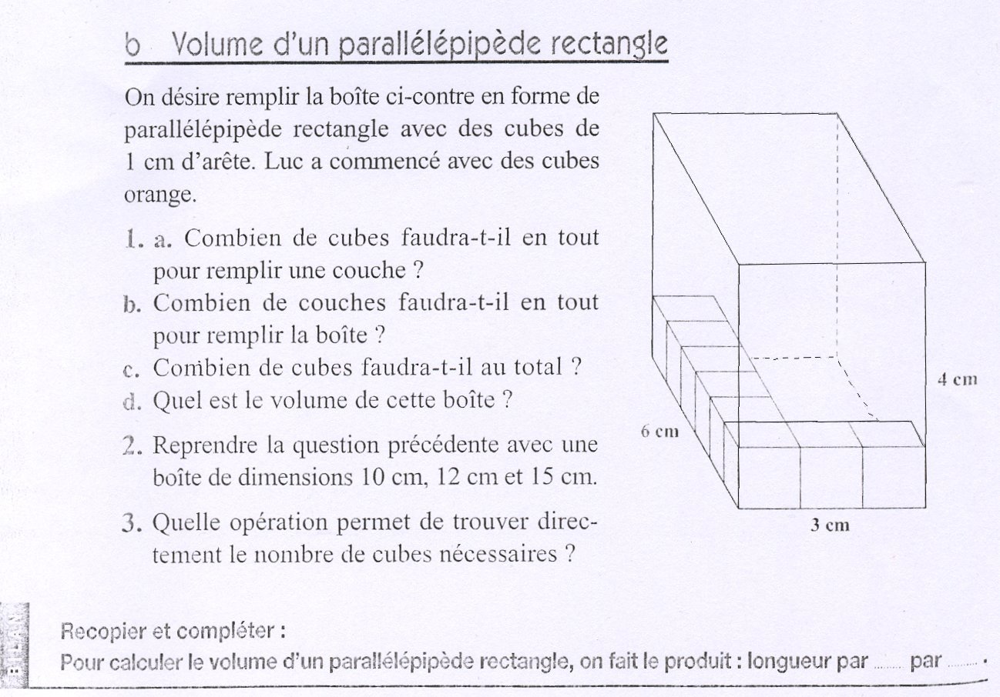 b Volume d'un parallélépipède rectangle
On désire remplir la boîte ci-contre en forme de
parallélépipède rectangle avec des cubes de
1 cm d'arête. Luc a commencé avec des cubes
orange.
1. a. Combien de cubes faudra-t-il en tout
pour remplir une couche ?
b. Combien de couches faudra-t-il en tout
pour remplir la boîte ?
c. Combien de cubes faudra-t-il au total ?
d. Quel est le volume de cette boîte ?
2. Reprendre la question précédente avec une
boîte de dimensions 10 cm, 12 cm et 15 cm.
3. Quelle opération permet de trouver direc-
tement le nombre de cubes nécessaires ?
4 cm
6 cm
3 cm
BILAN
Recopier et compléter :
Pour calculer le volume d'un parallélépipède rectangle, on fait le produit : longueur par ...... par ...... .